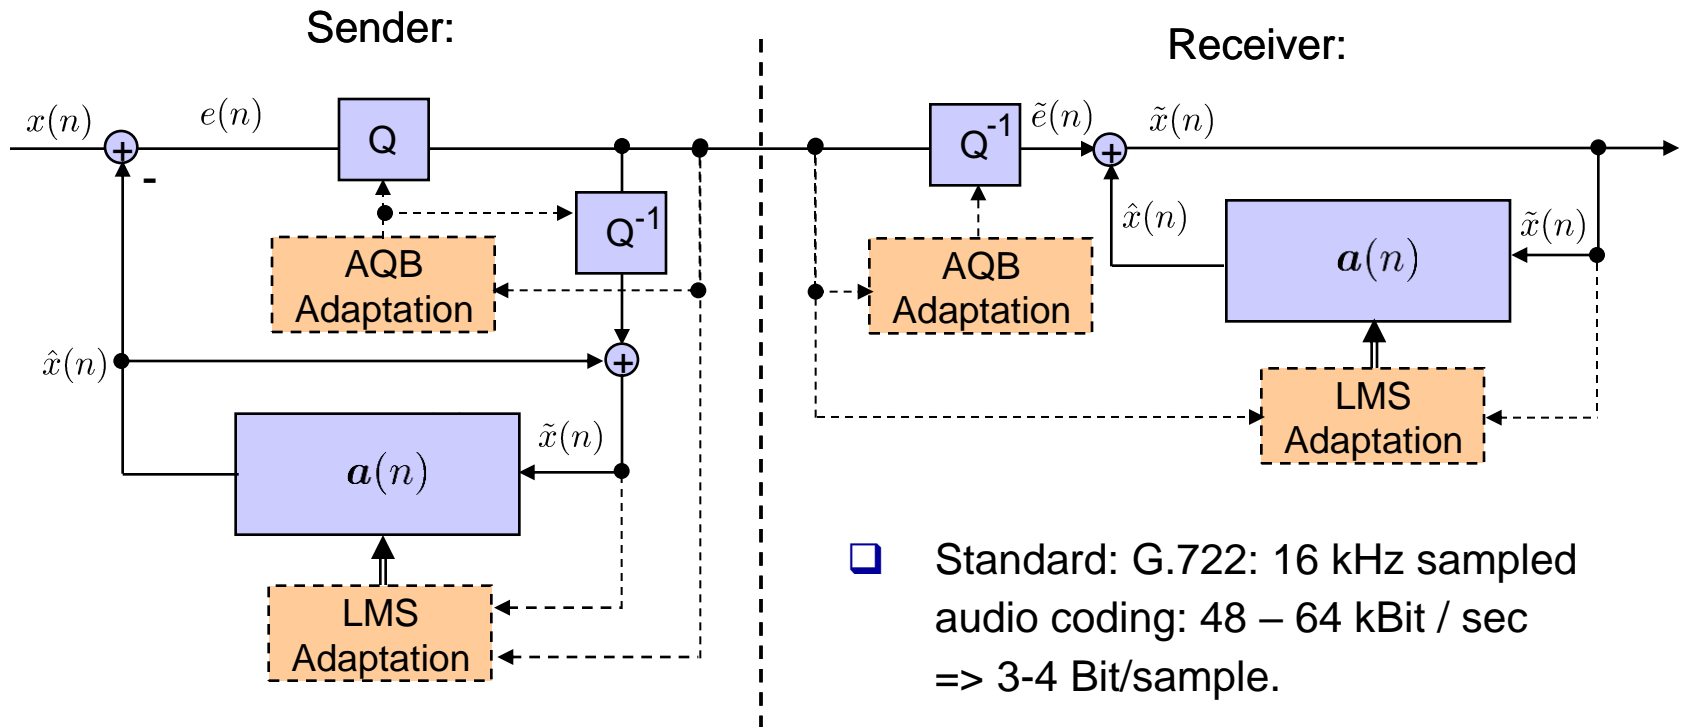 Sender:
Receiver:
x(n)
+
-
e(n)
Q
Q⁻¹
AQB
Adaptation
x̂(n)
+
x̃(n)
a(n)
LMS
Adaptation
Q⁻¹
ẽ(n)
+
x̃(n)
x̂(n)
AQB
Adaptation
a(n)
x̃(n)
LMS
Adaptation
Standard: G.722: 16 kHz sampled
audio coding: 48 – 64 kBit / sec
=> 3-4 Bit/sample.